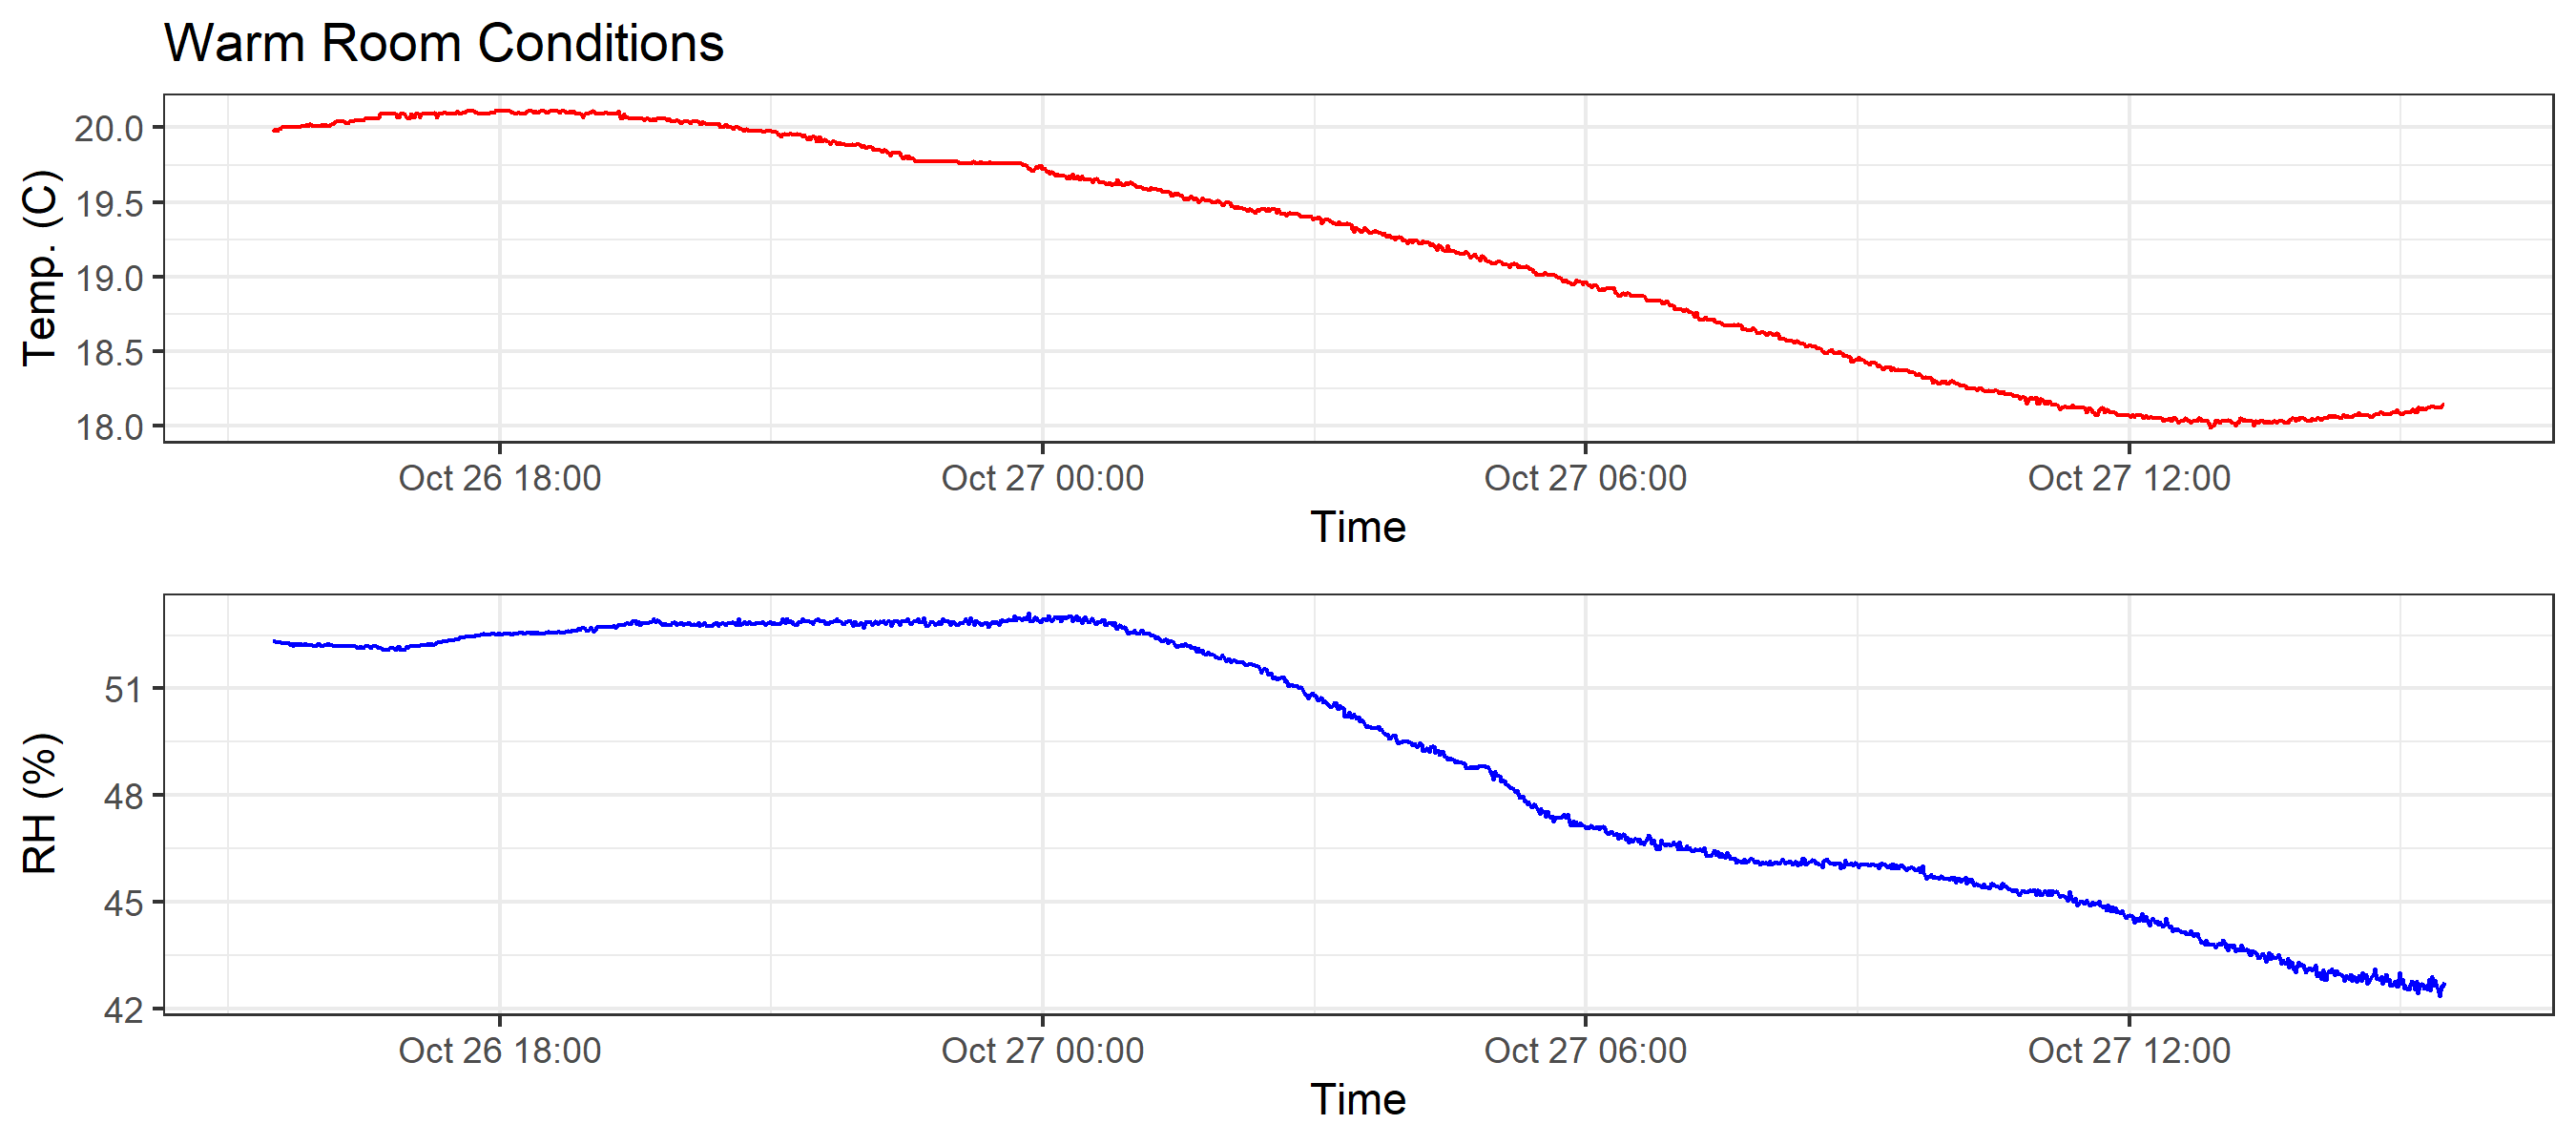 Warm Room Conditions
Temp. (C)
20.0
19.5
19.0
18.5
18.0
Oct 26 18:00 Oct 27 00:00 Oct 27 06:00 Oct 27 12:00
Time
RH (%)
51
48
45
42
Oct 26 18:00 Oct 27 00:00 Oct 27 06:00 Oct 27 12:00
Time